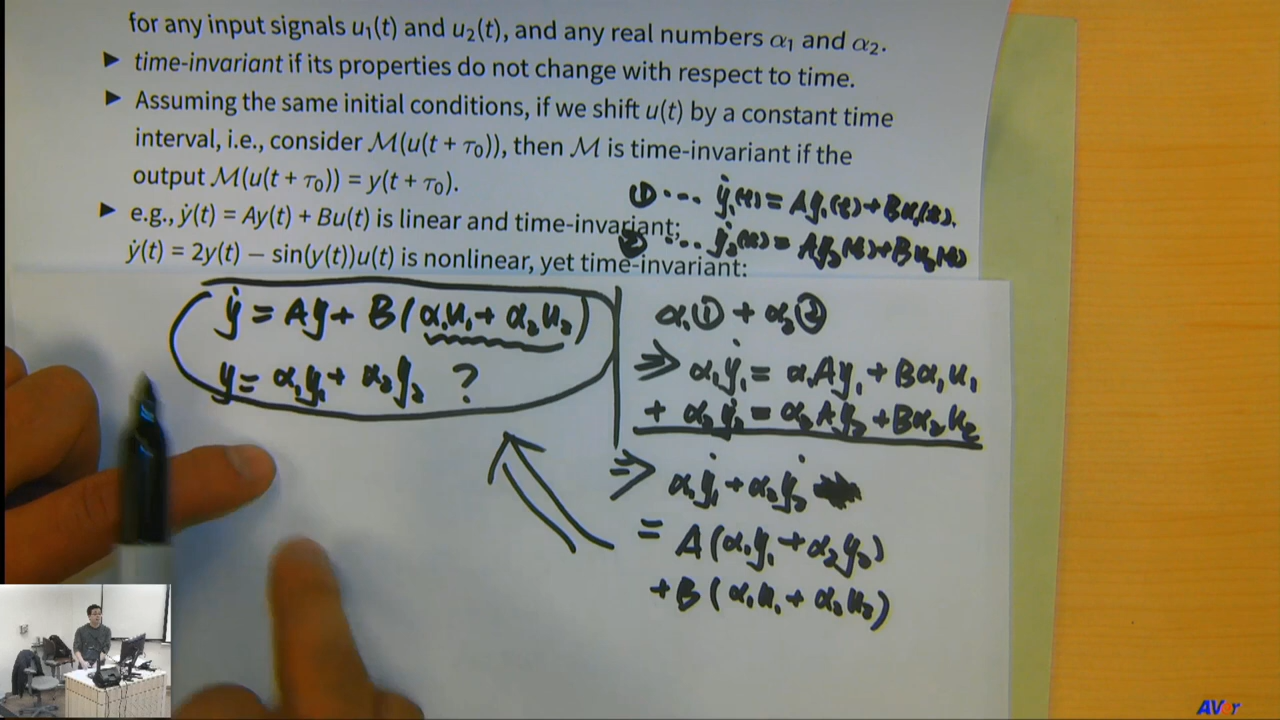 for any input signals u₁(t) and u₂(t), and any real numbers α₁ and α₂.
▶ time-invariant if its properties do not change with respect to time.
▶ Assuming the same initial conditions, if we shift u(t) by a constant time
interval, i.e., consider ℳ(u(t + τ₀)), then ℳ is time-invariant if the
output ℳ(u(t + τ₀)) = y(t + τ₀).
▶ e.g., ẏ(t) = Ay(t) + Bu(t) is linear and time-invariant;
ẏ(t) = 2y(t) − sin(y(t))u(t) is nonlinear, yet time-invariant:
① ··· ẏ₁(t) = Ay₁(t) + Bu₁(t).
② ··· ẏ₂(t) = Ay₂(t) + Bu₂(t)
ẏ = Ay + B(α₁u₁ + α₂u₂)
y = α₁y₁ + α₂y₂ ?
α₁① + α₂②
⇒ α₁ẏ₁ = α₁Ay₁ + Bα₁u₁
+ α₂ẏ₂ = α₂Ay₂ + Bα₂u₂
⇒ α₁ẏ₁ + α₂ẏ₂
= A(α₁y₁ + α₂y₂)
+ B(α₁u₁ + α₂u₂)
AVer